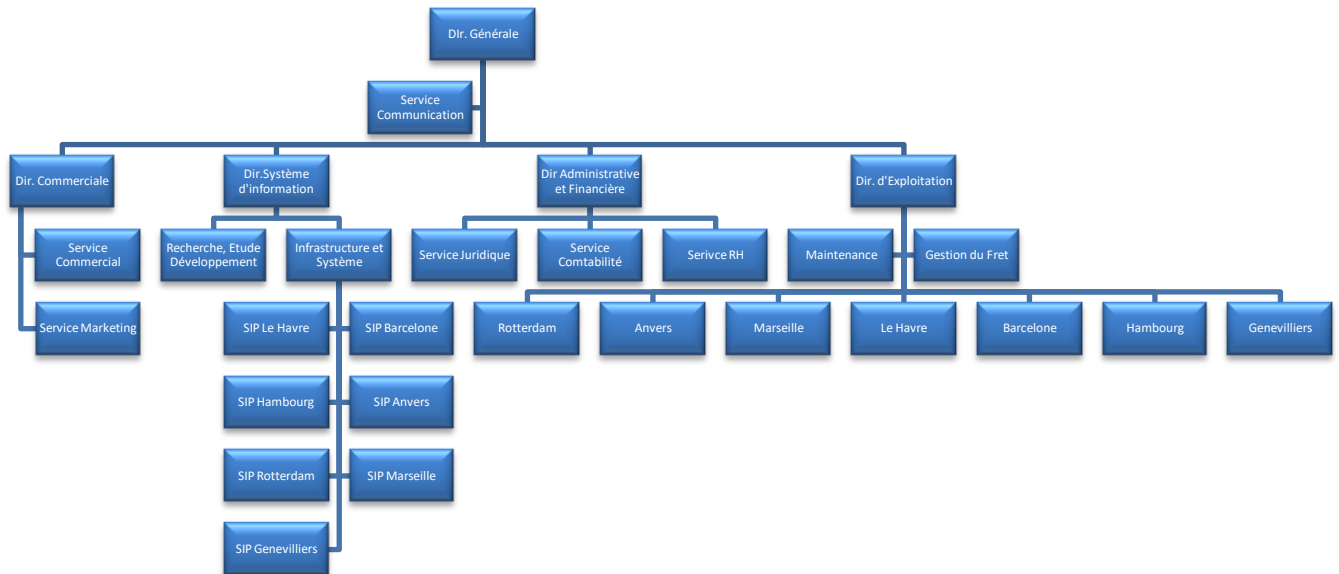 DIr. Générale
Service
Communication
Dir. Commerciale
Dir.Système
d'information
Dir Administrative
et Financière
Dir. d'Exploitation
Service
Commercial
Recherche, Etude
Développement
Infrastructure et
Système
Service Juridique
Service
Comtabilité
Serivce RH
Maintenance
Gestion du Fret
Service Marketing
SIP Le Havre
SIP Barcelone
Rotterdam
Anvers
Marseille
Le Havre
Barcelone
Hambourg
Genevilliers
SIP Hambourg
SIP Anvers
SIP Rotterdam
SIP Marseille
SIP Genevilliers